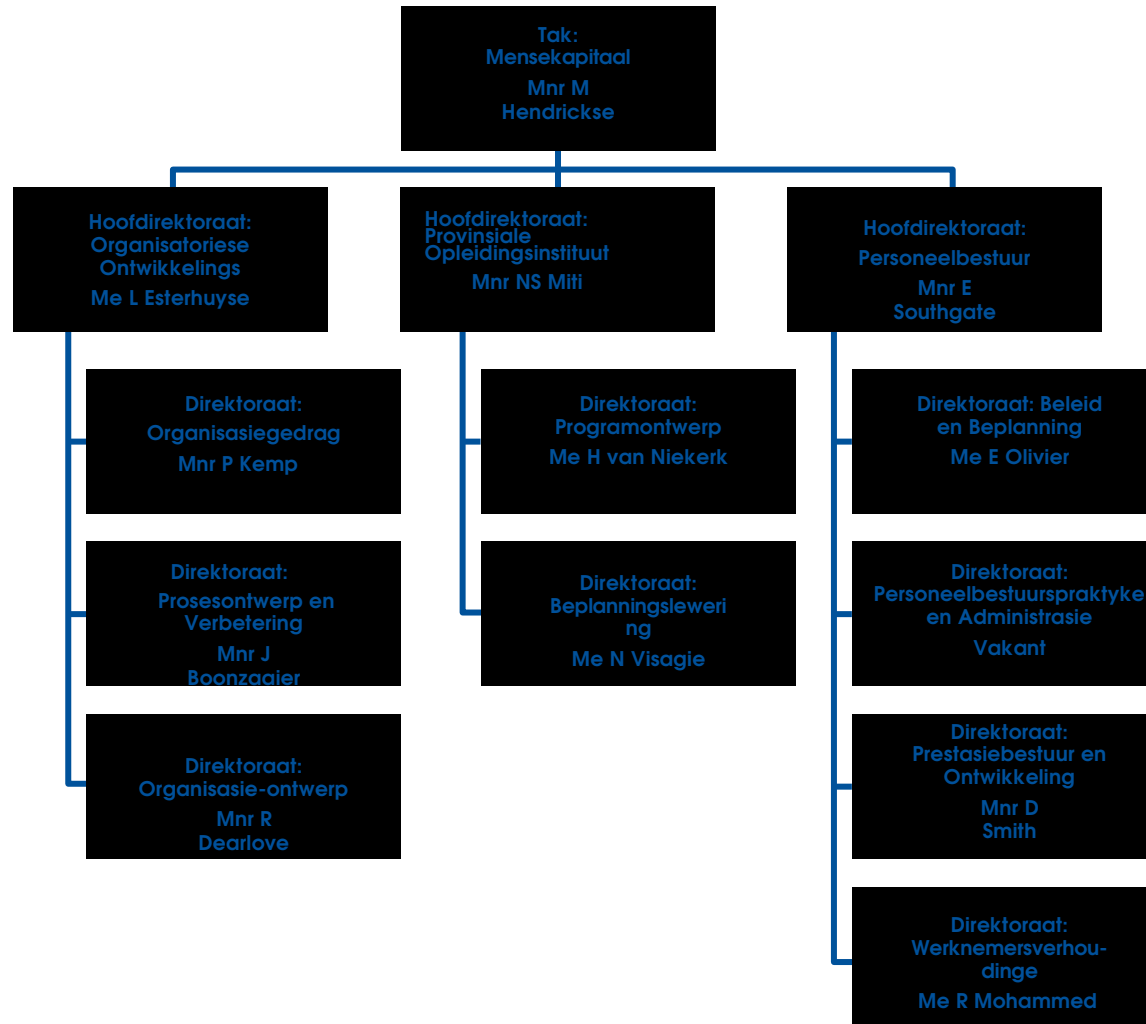 Tak:
Mensekapitaal
Mnr M
Hendrickse
Hoofdirektoraat:
Organisatoriese
Ontwikkelings
Me L Esterhuyse
Hoofdirektoraat:
Provinsiale
Opleidingsinstituut
Mnr NS Miti
Hoofdirektoraat:
Personeelbestuur
Mnr E
Southgate
Direktoraat:
Organisasiegedrag
Mnr P Kemp
Direktoraat:
Prosesontwerp en
Verbetering
Mnr J
Boonzaaier
Direktoraat:
Organisasie-ontwerp
Mnr R
Dearlove
Direktoraat:
Programontwerp
Me H van Niekerk
Direktoraat:
Beplanningsleweri
ng
Me N Visagie
Direktoraat: Beleid
en Beplanning
Me E Olivier
Direktoraat:
Personeelbestuurspraktyke
en Administrasie
Vakant
Direktoraat:
Prestasiebestuur en
Ontwikkeling
Mnr D
Smith
Direktoraat:
Werknemersverhou-
dinge
Me R Mohammed